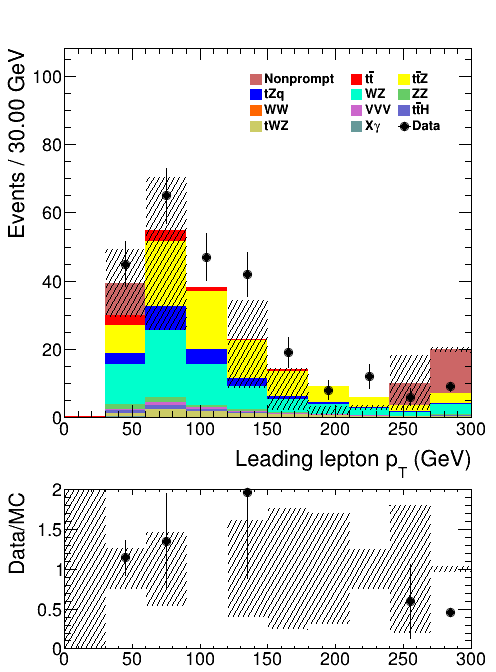 Events / 30.00 GeV
100
80
60
40
20
0
Nonprompt tt̄ tt̄Z
tZq WZ ZZ
WW VVV tt̄H
tWZ Xγ Data
0 50 100 150 200 250 300
Leading lepton p_T (GeV)
Data/MC
2
1.5
1
0.5
0
0 50 100 150 200 250 300